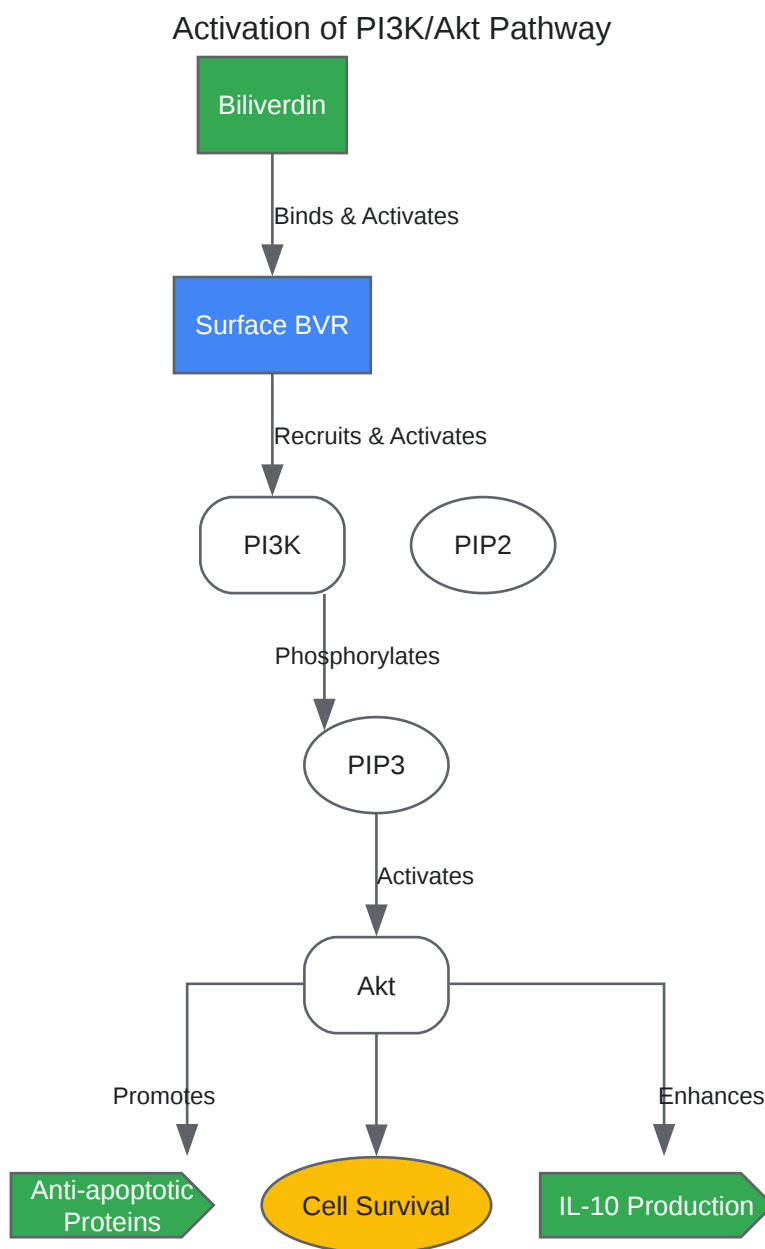 Activation of PI3K/Akt Pathway
Biliverdin
Binds & Activates
Surface BVR
Recruits & Activates
PI3K
PIP2
Phosphorylates
PIP3
Activates
Akt
Promotes
Enhances
Anti-apoptotic
Proteins
Cell Survival
IL-10 Production